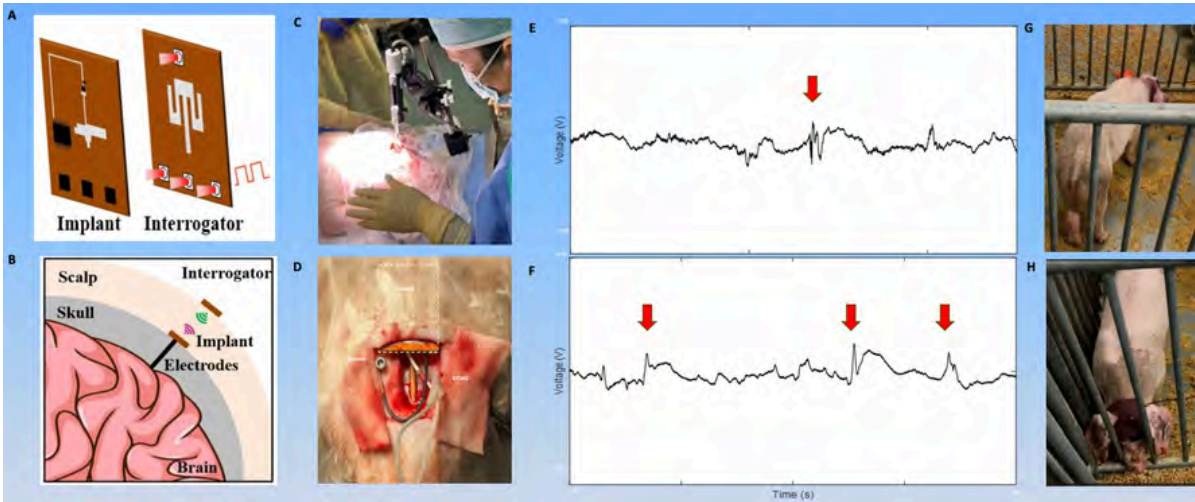 A
Implant
Interrogator
B
Scalp
Interrogator
Skull
Implant
Electrodes
Brain
C
D
E
Voltage (V)
F
Voltage (V)
Time (s)
G
H